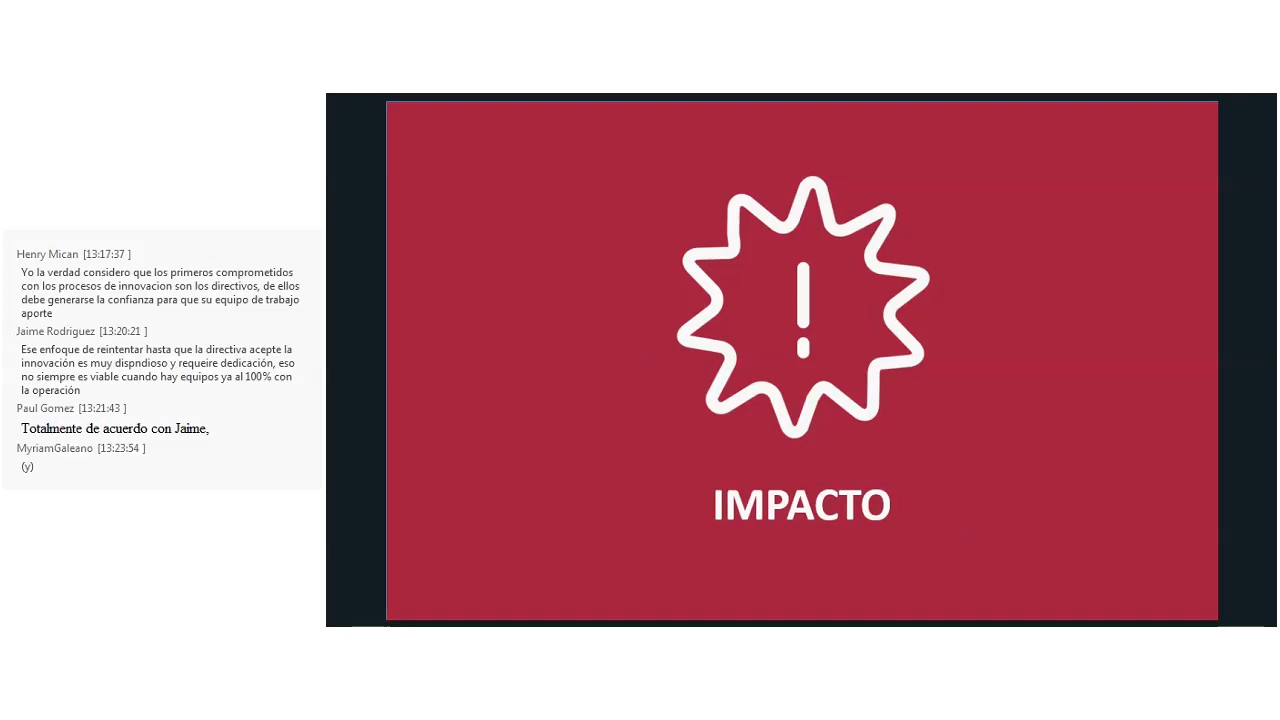 Henry Mican [13:17:37 ]
Yo la verdad considero que los primeros comprometidos
con los procesos de innovacion son los directivos, de ellos
debe generarse la confianza para que su equipo de trabajo
aporte
Jaime Rodriguez [13:20:21 ]
Ese enfoque de reintentar hasta que la directiva acepte la
innovación es muy dispndioso y requeire dedicación, eso
no siempre es viable cuando hay equipos ya al 100% con
la operación
Paul Gomez [13:21:43 ]
Totalmente de acuerdo con Jaime,
MyriamGaleano [13:23:54 ]
(y)
!
IMPACTO